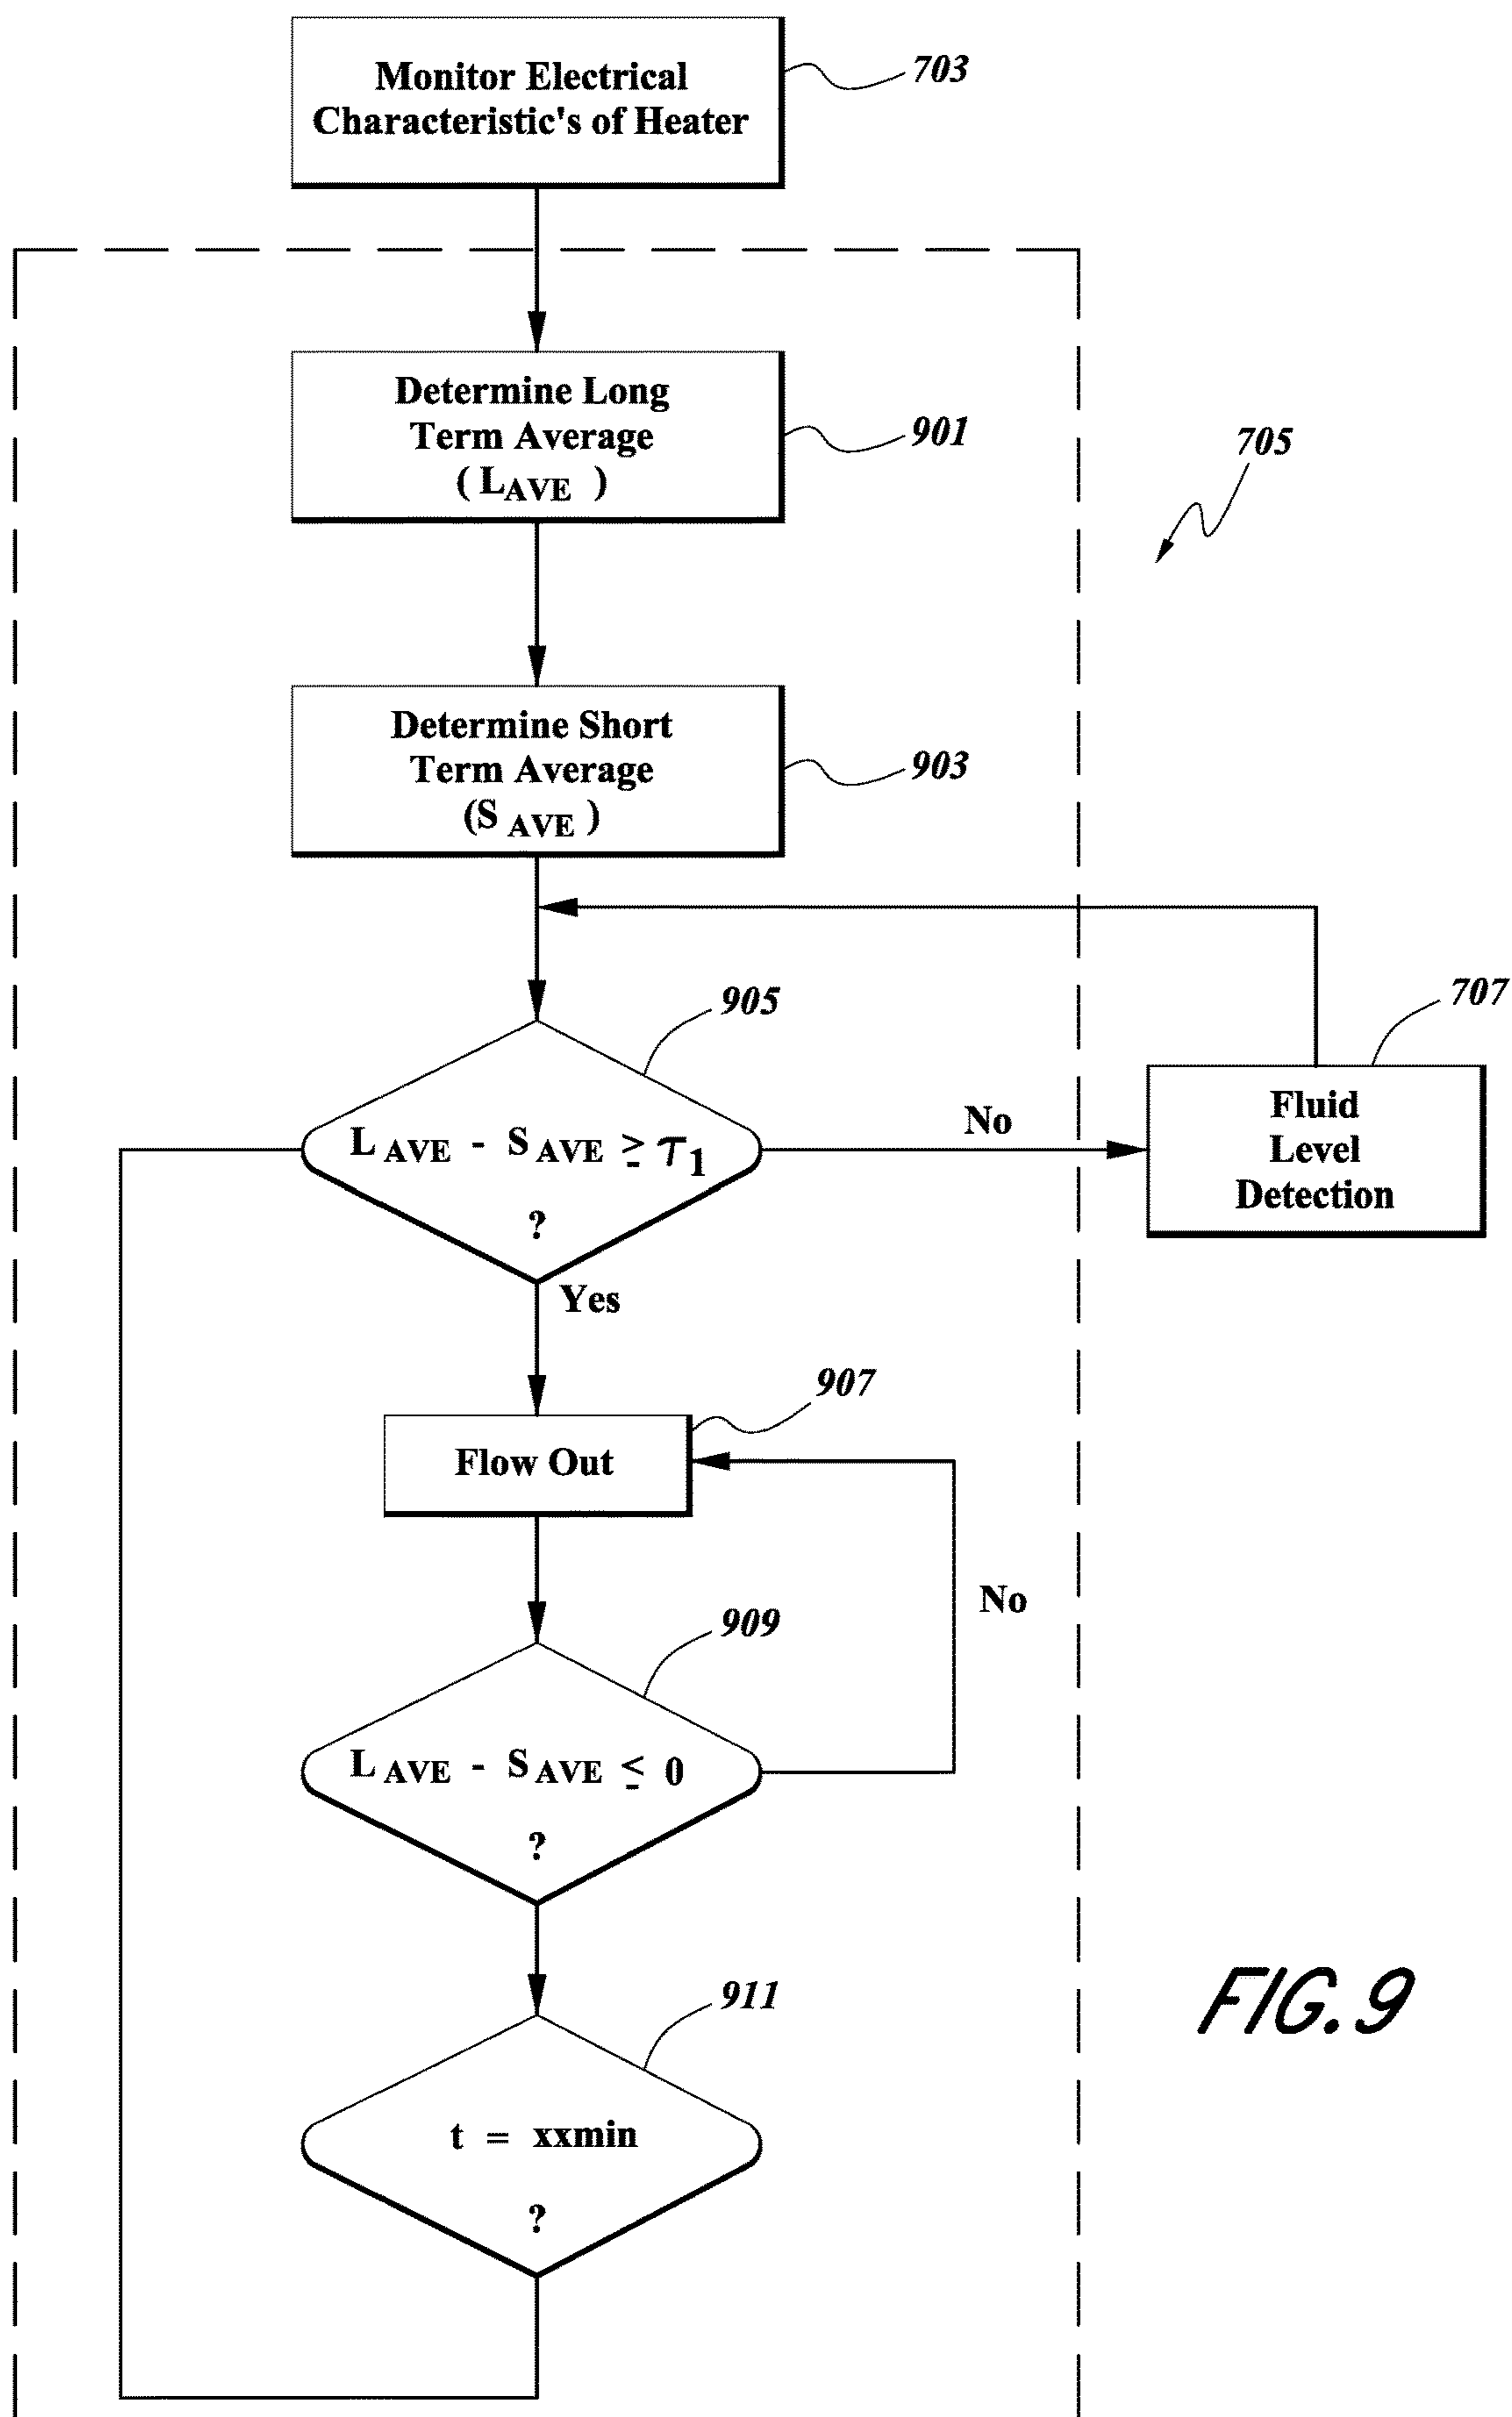 Monitor Electrical
Characteristic's of Heater
703
Determine Long
Term Average
( L AVE )
901
705
Determine Short
Term Average
(S AVE )
903
905
707
L AVE - S AVE ≥ τ1
?
No
Fluid
Level
Detection
Yes
907
Flow Out
No
909
L AVE - S AVE ≤ 0
?
911
t = xxmin
?
FIG. 9